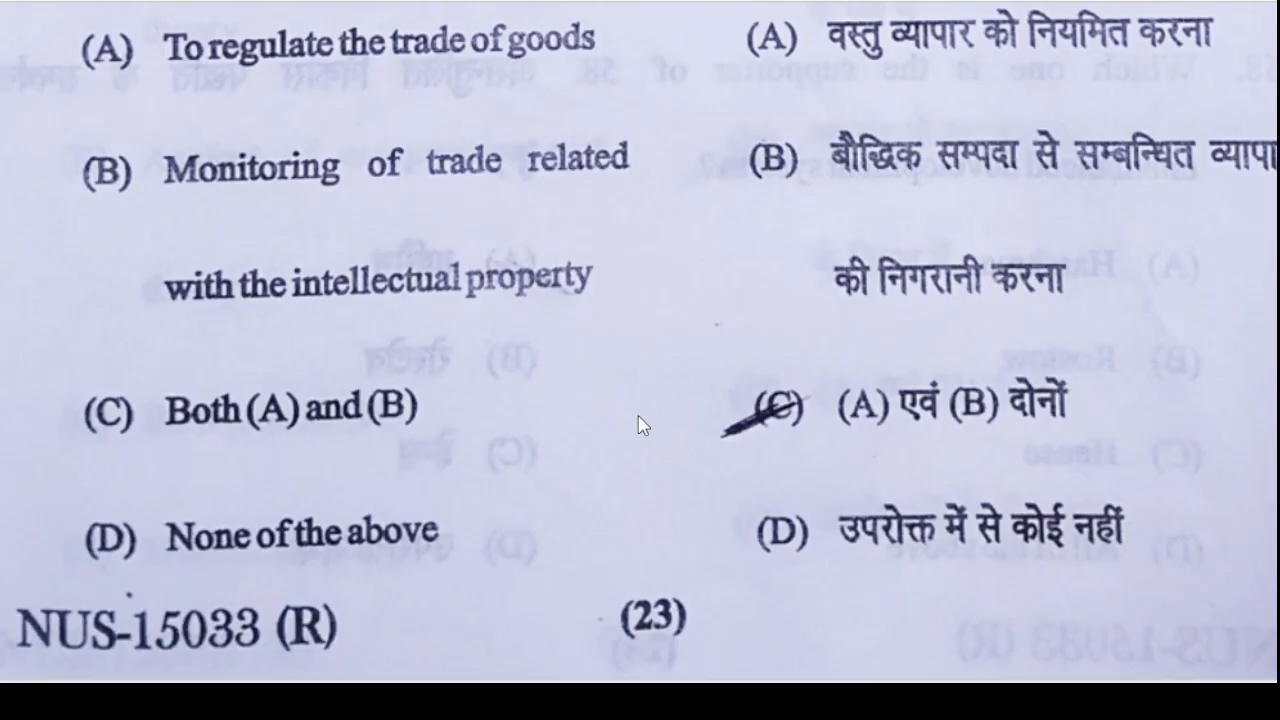 (A) To regulate the trade of goods
(B) Monitoring of trade related
with the intellectual property
(C) Both (A) and (B)
(D) None of the above
(A) वस्तु व्यापार को नियमित करना
(B) बौद्धिक सम्पदा से सम्बन्धित
की निगरानी करना
(C) (A) एवं (B) दोनों
(D) उपरोक्त में से कोई नहीं
NUS-15033 (R) (23)